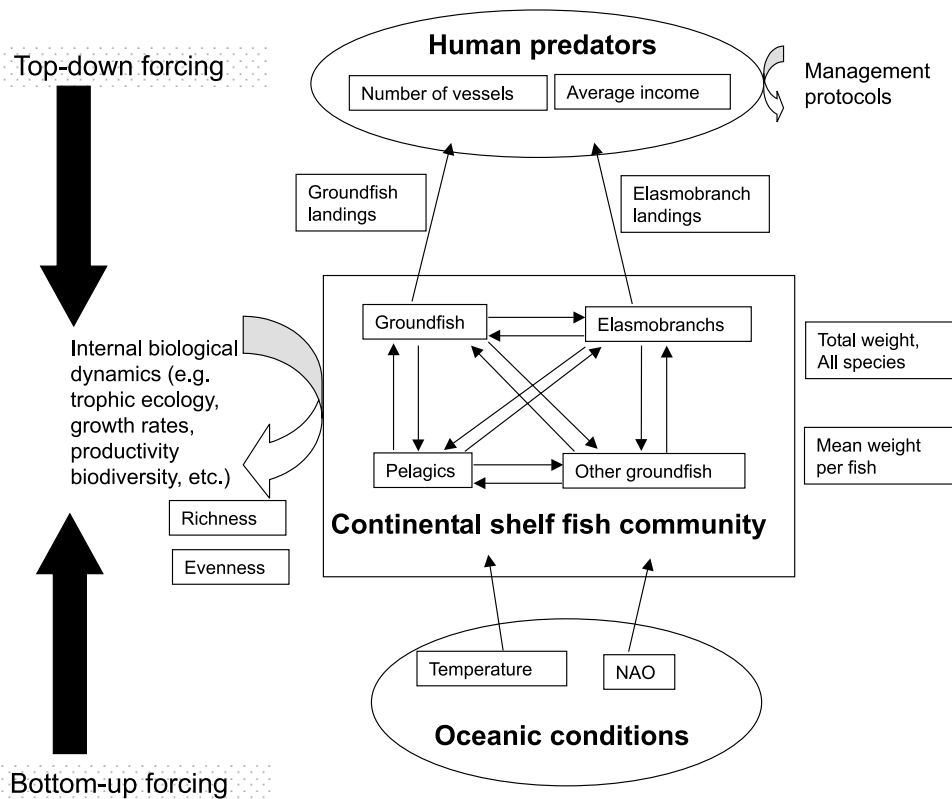 Human predators
Top-down forcing
Number of vessels
Average income
Management
protocols
Groundfish
landings
Elasmobranch
landings
Groundfish
Elasmobranchs
Internal biological
dynamics (e.g.
trophic ecology,
growth rates,
productivity
biodiversity, etc.)
Total weight,
All species
Pelagics
Other groundfish
Mean weight
per fish
Continental shelf fish community
Richness
Evenness
Temperature
NAO
Oceanic conditions
Bottom-up forcing